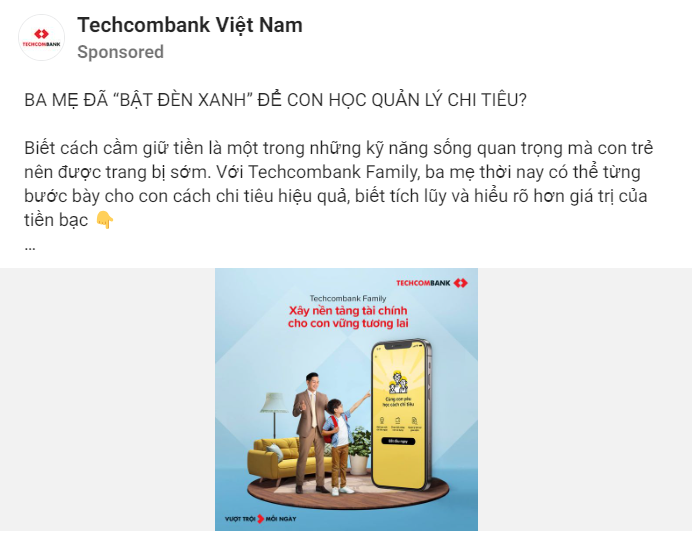 TECHCOMBANK
Techcombank Việt Nam
Sponsored
BA MẸ ĐÃ “BẬT ĐÈN XANH” ĐỂ CON HỌC QUẢN LÝ CHI TIÊU?
Biết cách cầm giữ tiền là một trong những kỹ năng sống quan trọng mà con trẻ
nên được trang bị sớm. Với Techcombank Family, ba mẹ thời nay có thể từng
bước bày cho con cách chi tiêu hiệu quả, biết tích lũy và hiểu rõ hơn giá trị của
tiền bạc 👇
...
TECHCOMBANK
Techcombank Family
Xây nền tảng tài chính
cho con vững tương lai
Cùng con yêu
học cách chi tiêu
Bắt đầu ngay
VƯỢT TRỘI MỖI NGÀY